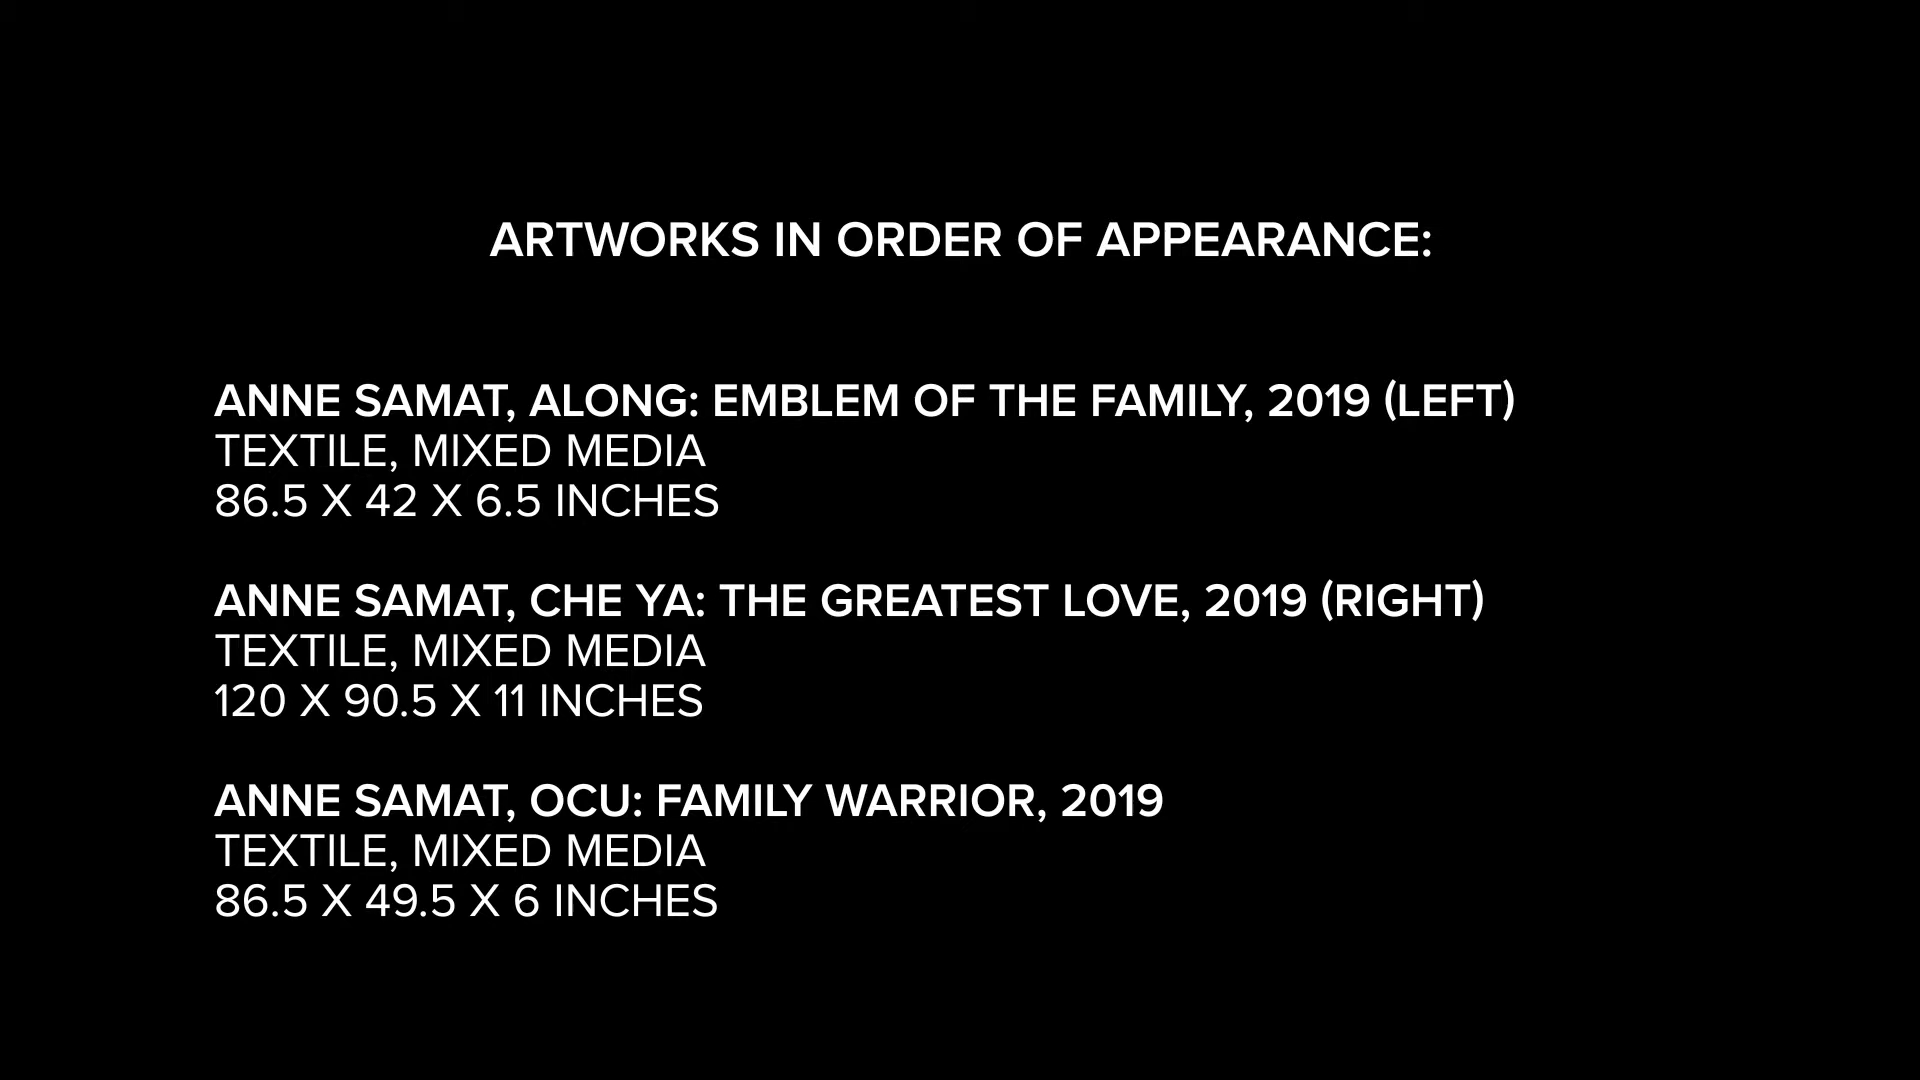 ARTWORKS IN ORDER OF APPEARANCE:
ANNE SAMAT, ALONG: EMBLEM OF THE FAMILY, 2019 (LEFT)
TEXTILE, MIXED MEDIA
86.5 X 42 X 6.5 INCHES
ANNE SAMAT, CHE YA: THE GREATEST LOVE, 2019 (RIGHT)
TEXTILE, MIXED MEDIA
120 X 90.5 X 11 INCHES
ANNE SAMAT, OCU: FAMILY WARRIOR, 2019
TEXTILE, MIXED MEDIA
86.5 X 49.5 X 6 INCHES